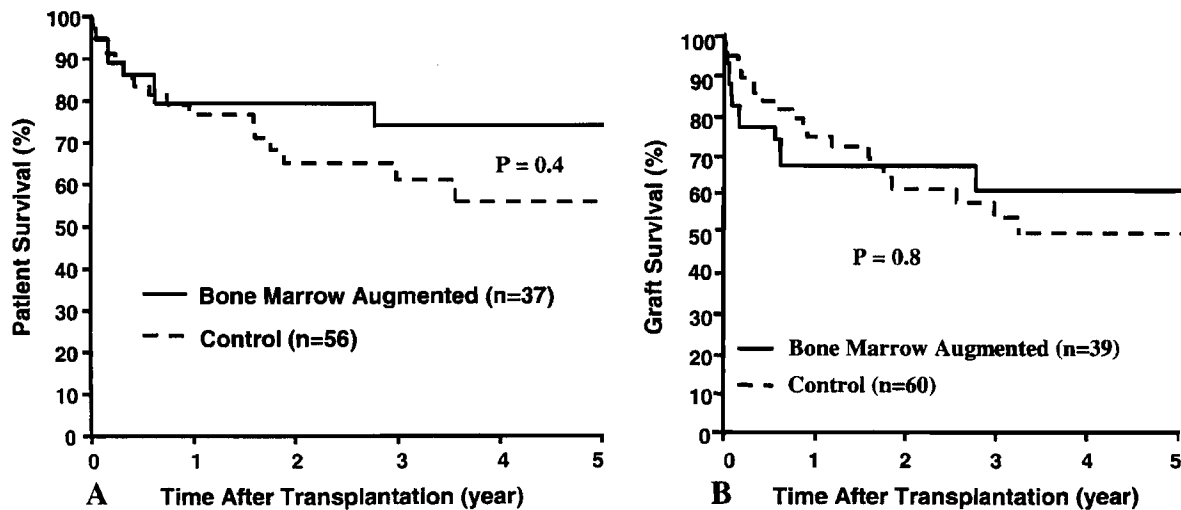 100
90
80
70
60
50
40
30
20
10
0
Patient Survival (%)
P = 0.4
Bone Marrow Augmented (n=37)
Control (n=56)
0 1 2 3 4 5
A Time After Transplantation (year)
100
90
80
70
60
50
40
30
20
10
0
Graft Survival (%)
P = 0.8
Bone Marrow Augmented (n=39)
Control (n=60)
0 1 2 3 4 5
B Time After Transplantation (year)